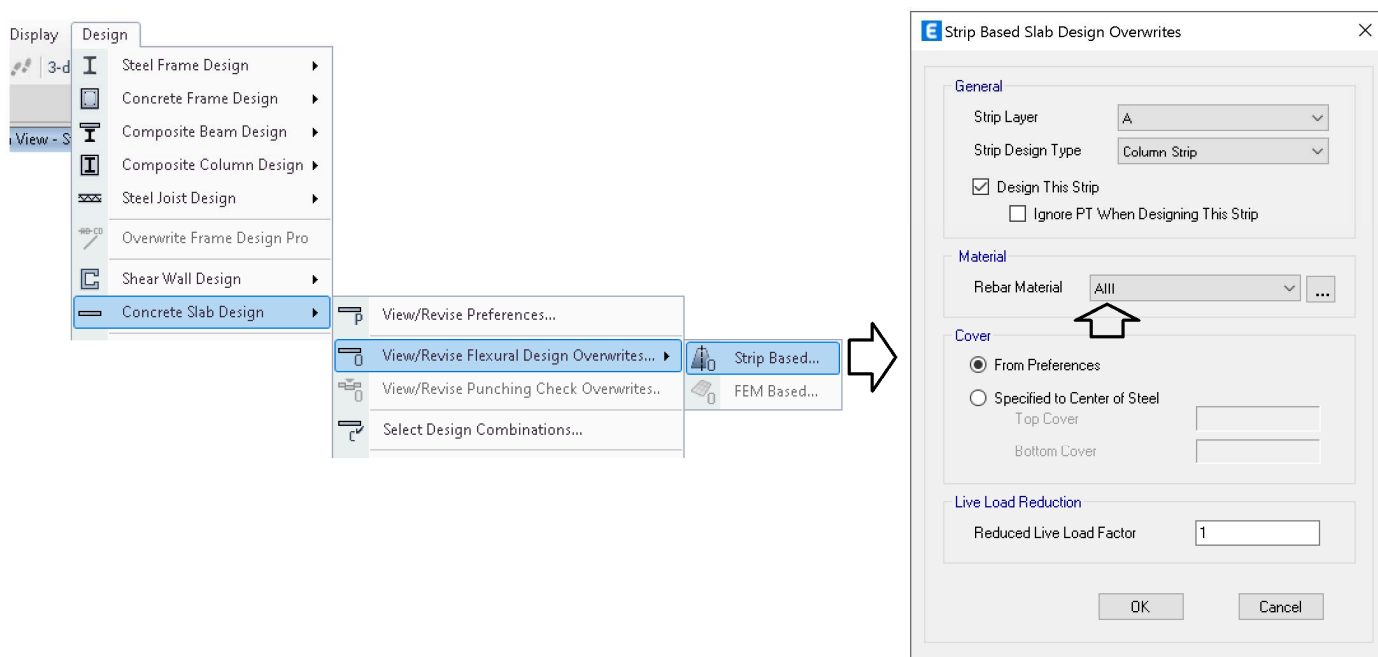 Display
Design
3-d
View - S
Steel Frame Design
Concrete Frame Design
Composite Beam Design
Composite Column Design
Steel Joist Design
Overwrite Frame Design Pro
Shear Wall Design
Concrete Slab Design
View/Revise Preferences...
View/Revise Flexural Design Overwrites...
View/Revise Punching Check Overwrites..
Select Design Combinations...
Strip Based...
FEM Based...
E Strip Based Slab Design Overwrites
General
Strip Layer A
Strip Design Type Column Strip
Design This Strip
Ignore PT When Designing This Strip
Material
Rebar Material AIII ...
Cover
From Preferences
Specified to Center of Steel
Top Cover
Bottom Cover
Live Load Reduction
Reduced Live Load Factor 1
OK Cancel